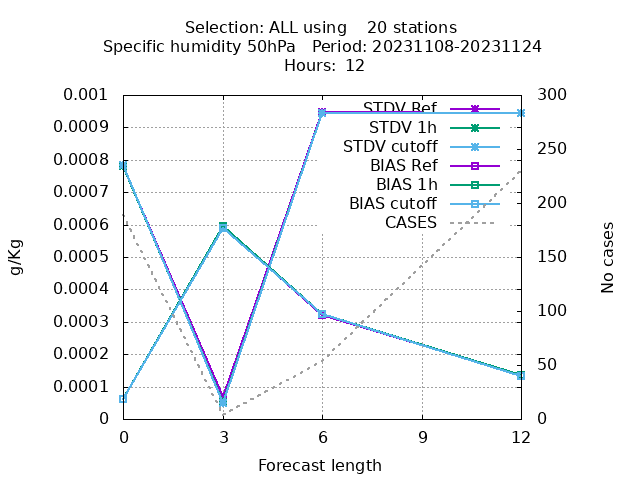 Selection: ALL using    20 stations
Specific humidity 50hPa   Period: 20231108-20231124
Hours: 12
0.001
0.0009
0.0008
0.0007
0.0006
0.0005
0.0004
0.0003
0.0002
0.0001
0
300
250
200
150
100
50
0
STDV Ref
STDV 1h
STDV cutoff
BIAS Ref
BIAS 1h
BIAS cutoff
CASES
g/Kg
No cases
0 3 6 9 12
Forecast length